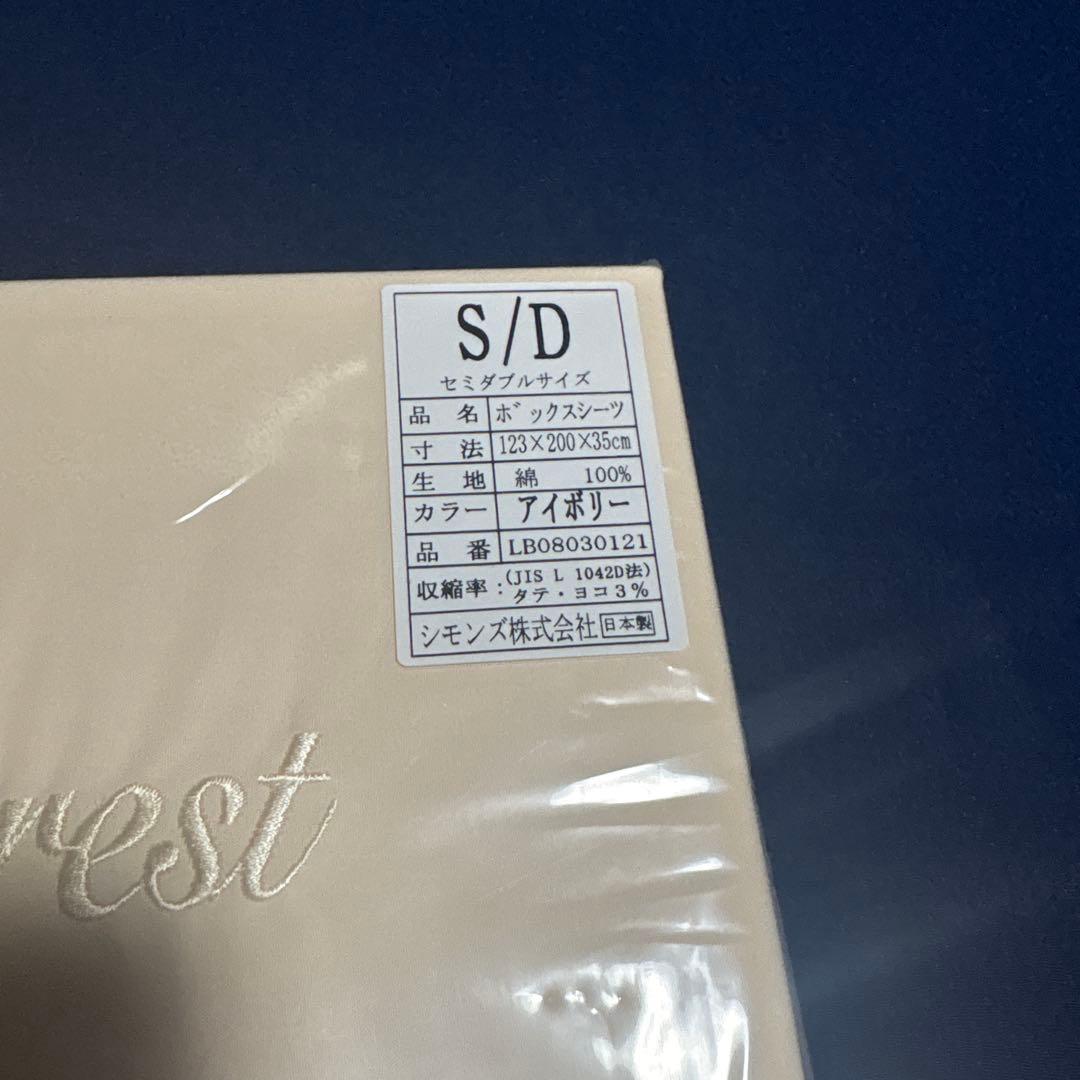 S/D
セミダブルサイズ
品 名 ボックスシーツ
寸 法 123×200×35cm
生 地 綿 100%
カラー アイボリー
品 番 LB08030121
収縮率:(JIS L 1042D法)
タテ・ヨコ3%
シモンズ株式会社 日本製
rest